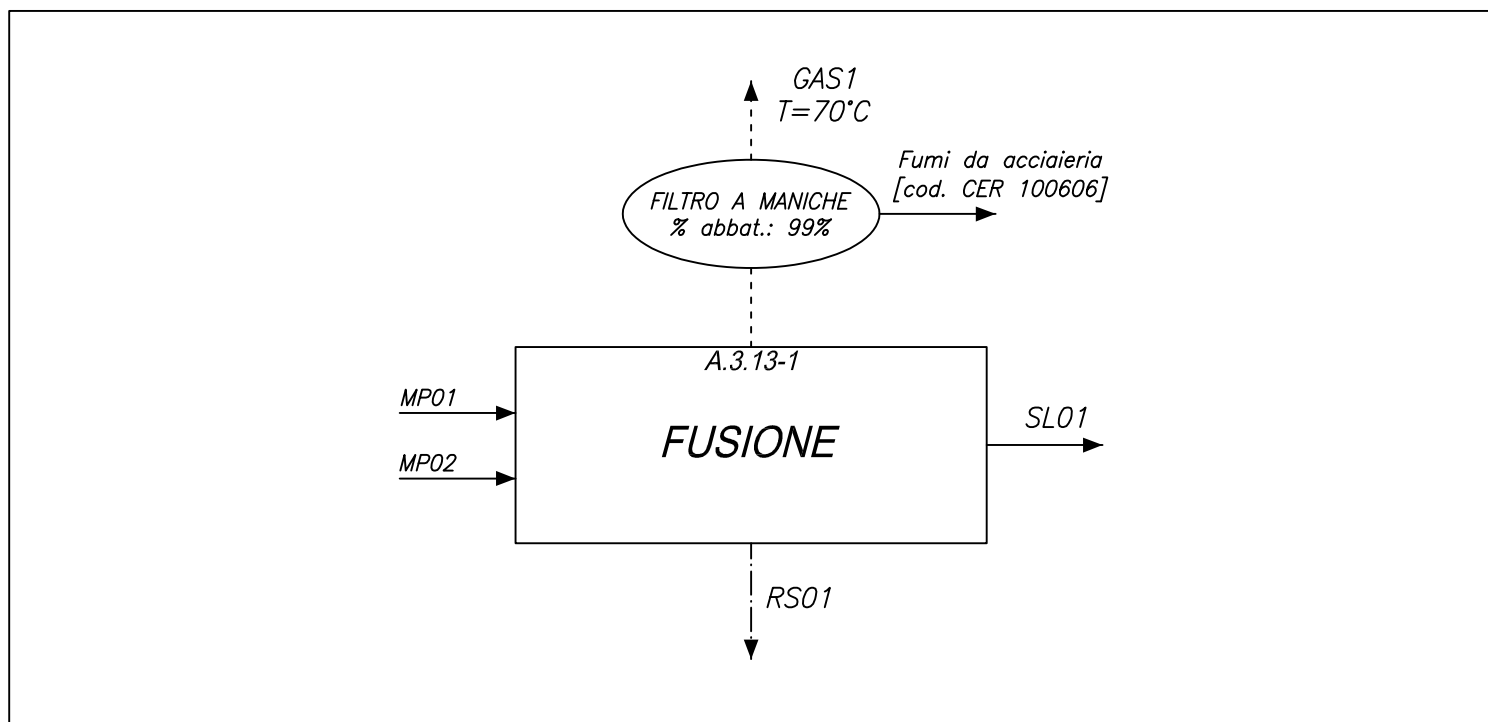 GAS1
T=70°C
Fumi da acciaieria
[cod. CER 100606]
FILTRO A MANICHE
% abbat.: 99%
A.3.13-1
MP01
FUSIONE
SL01
MP02
RS01